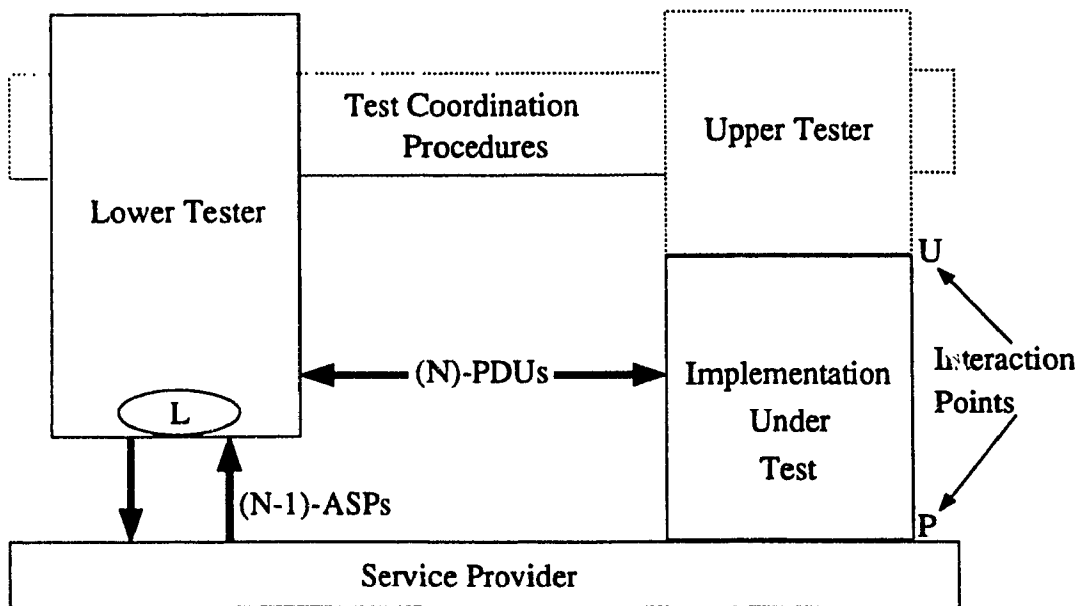 Test Coordination
Procedures
Upper Tester
Lower Tester
U
(N)-PDUs
Implementation
Under
Test
Interaction
Points
L
(N-1)-ASPs
P
Service Provider